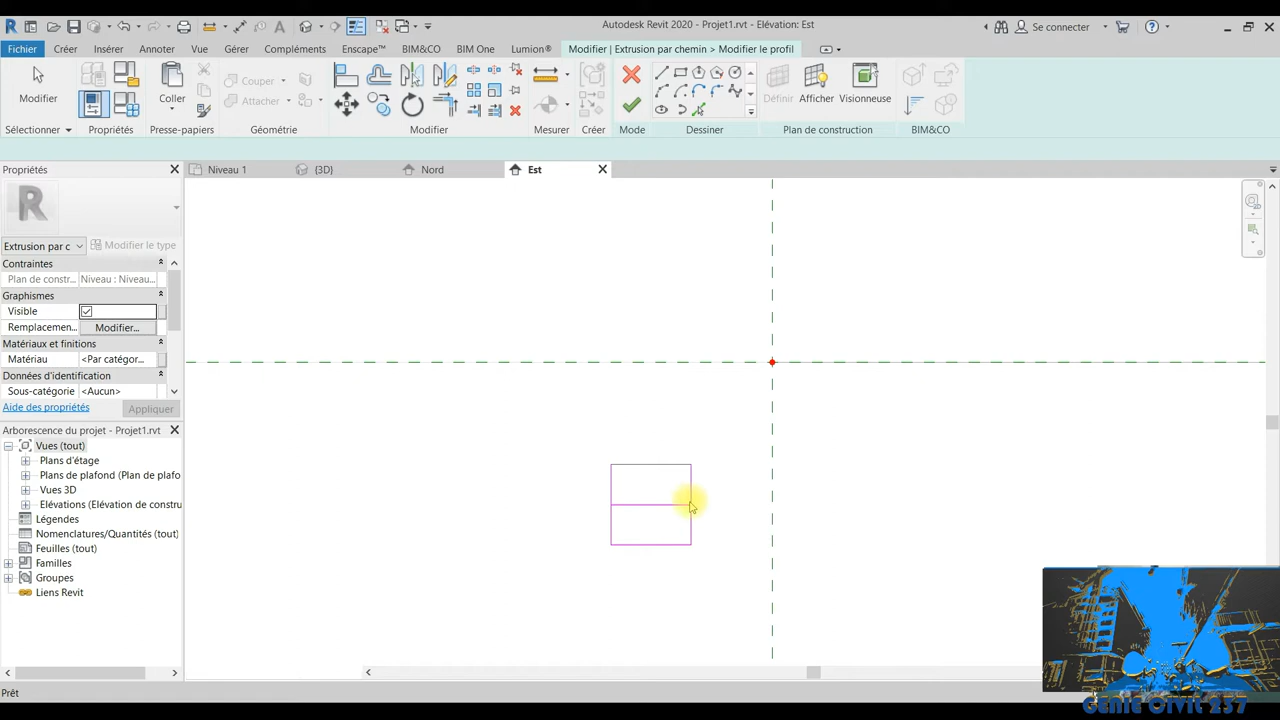 Autodesk Revit 2020 - Projet1.rvt - Elévation: Est
Se connecter
Fichier
Créer
Insérer
Annoter
Vue
Gérer
Compléments
Enscape™
BIM&CO
BIM One
Lumion®
Modifier | Extrusion par chemin > Modifier le profil
Modifier
Coller
Couper
Attacher
Définir
Afficher
Visionneuse
Sélectionner
Propriétés
Presse-papiers
Géométrie
Modifier
Mesurer
Créer
Mode
Dessiner
Plan de construction
BIM&CO
Propriétés
Niveau 1
(3D)
Nord
Est
Extrusion par c
Modifier le type
Contraintes
Plan de constr...
Niveau : Niveau...
Graphismes
Visible
Remplacemen...
Modifier...
Matériaux et finitions
Matériau
<Par catégor...
Données d'identification
Sous-catégorie
<Aucun>
Aide des propriétés
Appliquer
Arborescence du projet - Projet1.rvt
Vues (tout)
Plans d'étage
Plans de plafond (Plan de plafo
Vues 3D
Elévations (Elévation de constru
Légendes
Nomenclatures/Quantités (tout)
Feuilles (tout)
Familles
Groupes
Liens Revit
Prêt
GENIE CIVIL 237